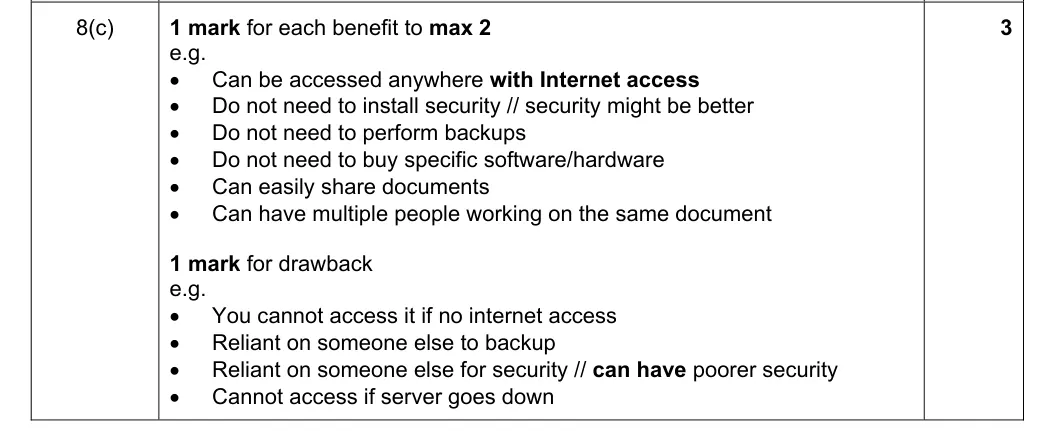 8(c) 1 mark for each benefit to max 2 3
e.g.
• Can be accessed anywhere with Internet access
• Do not need to install security // security might be better
• Do not need to perform backups
• Do not need to buy specific software/hardware
• Can easily share documents
• Can have multiple people working on the same document
1 mark for drawback
e.g.
• You cannot access it if no internet access
• Reliant on someone else to backup
• Reliant on someone else for security // can have poorer security
• Cannot access if server goes down